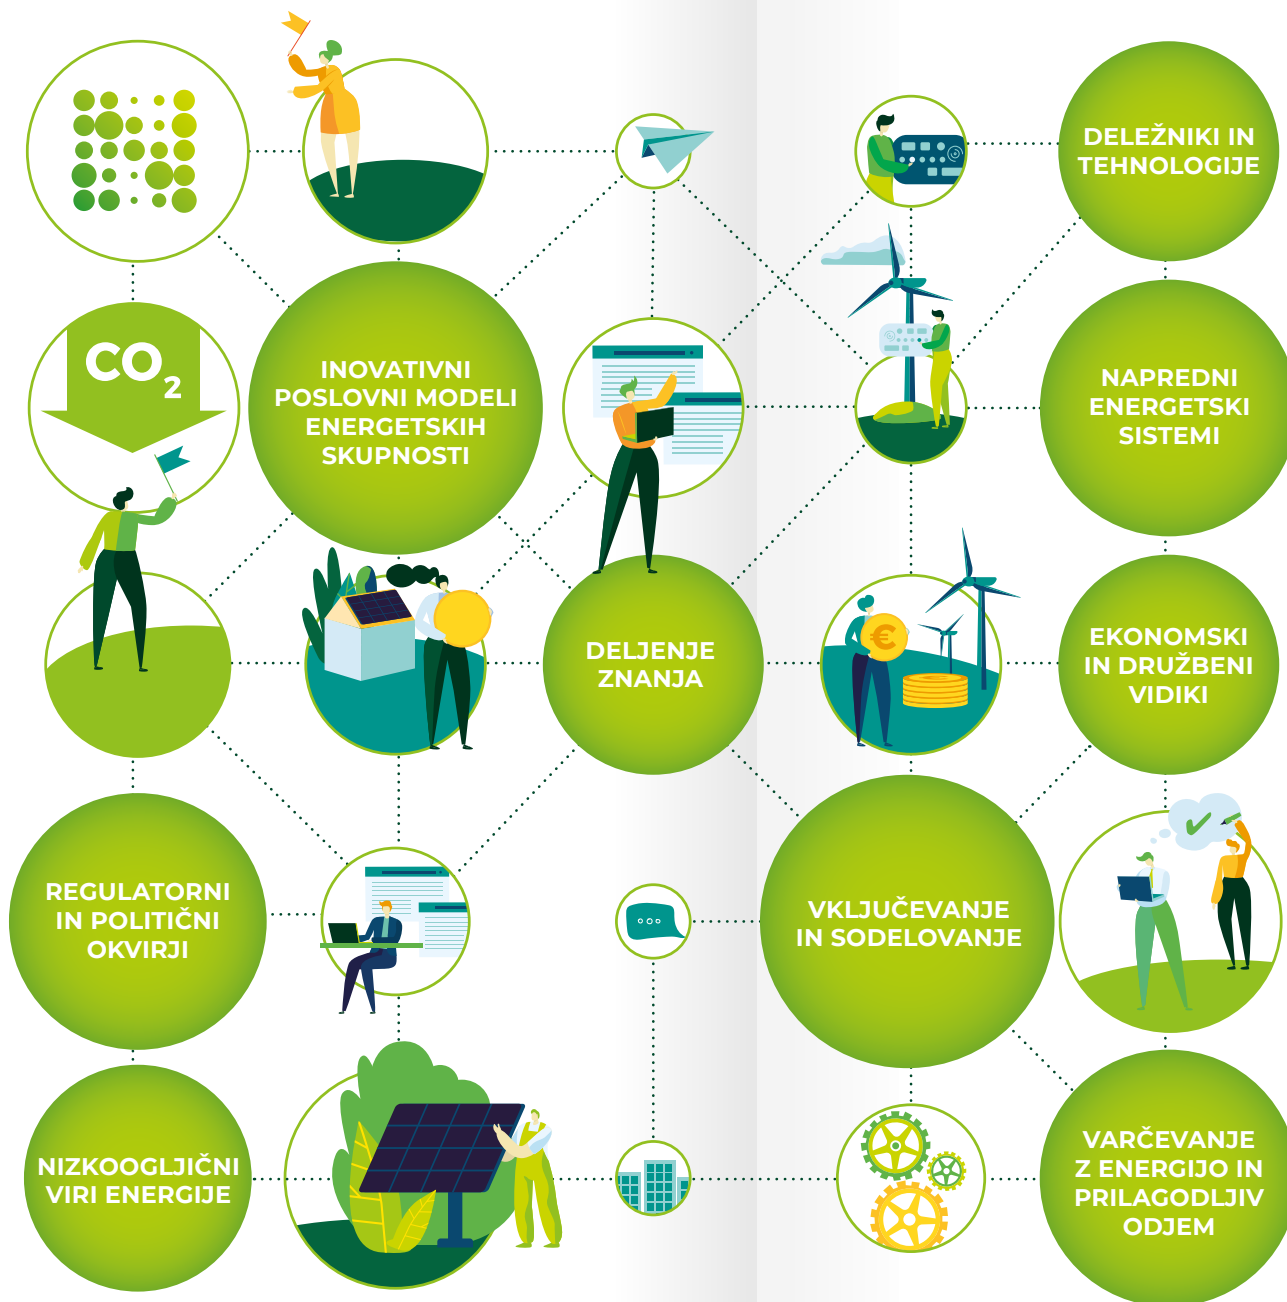 DELEŽNIKI IN
TEHNOLOGIJE
CO2
INOVATIVNI
POSLOVNI MODELI
ENERGETSKIH
SKUPNOSTI
NAPREDNI
ENERGETSKI
SISTEMI
€
DELJENJE
ZNANJA
EKONOMSKI
IN DRUŽBENI
VIDIKI
REGULATORNI
IN POLITIČNI
OKVIRJI
VKLJUČEVANJE
IN SODELOVANJE
NIZKOOGLJIČNI
VIRI ENERGIJE
VARČEVANJE
Z ENERGIJO IN
PRILAGODLJIV
ODJEM